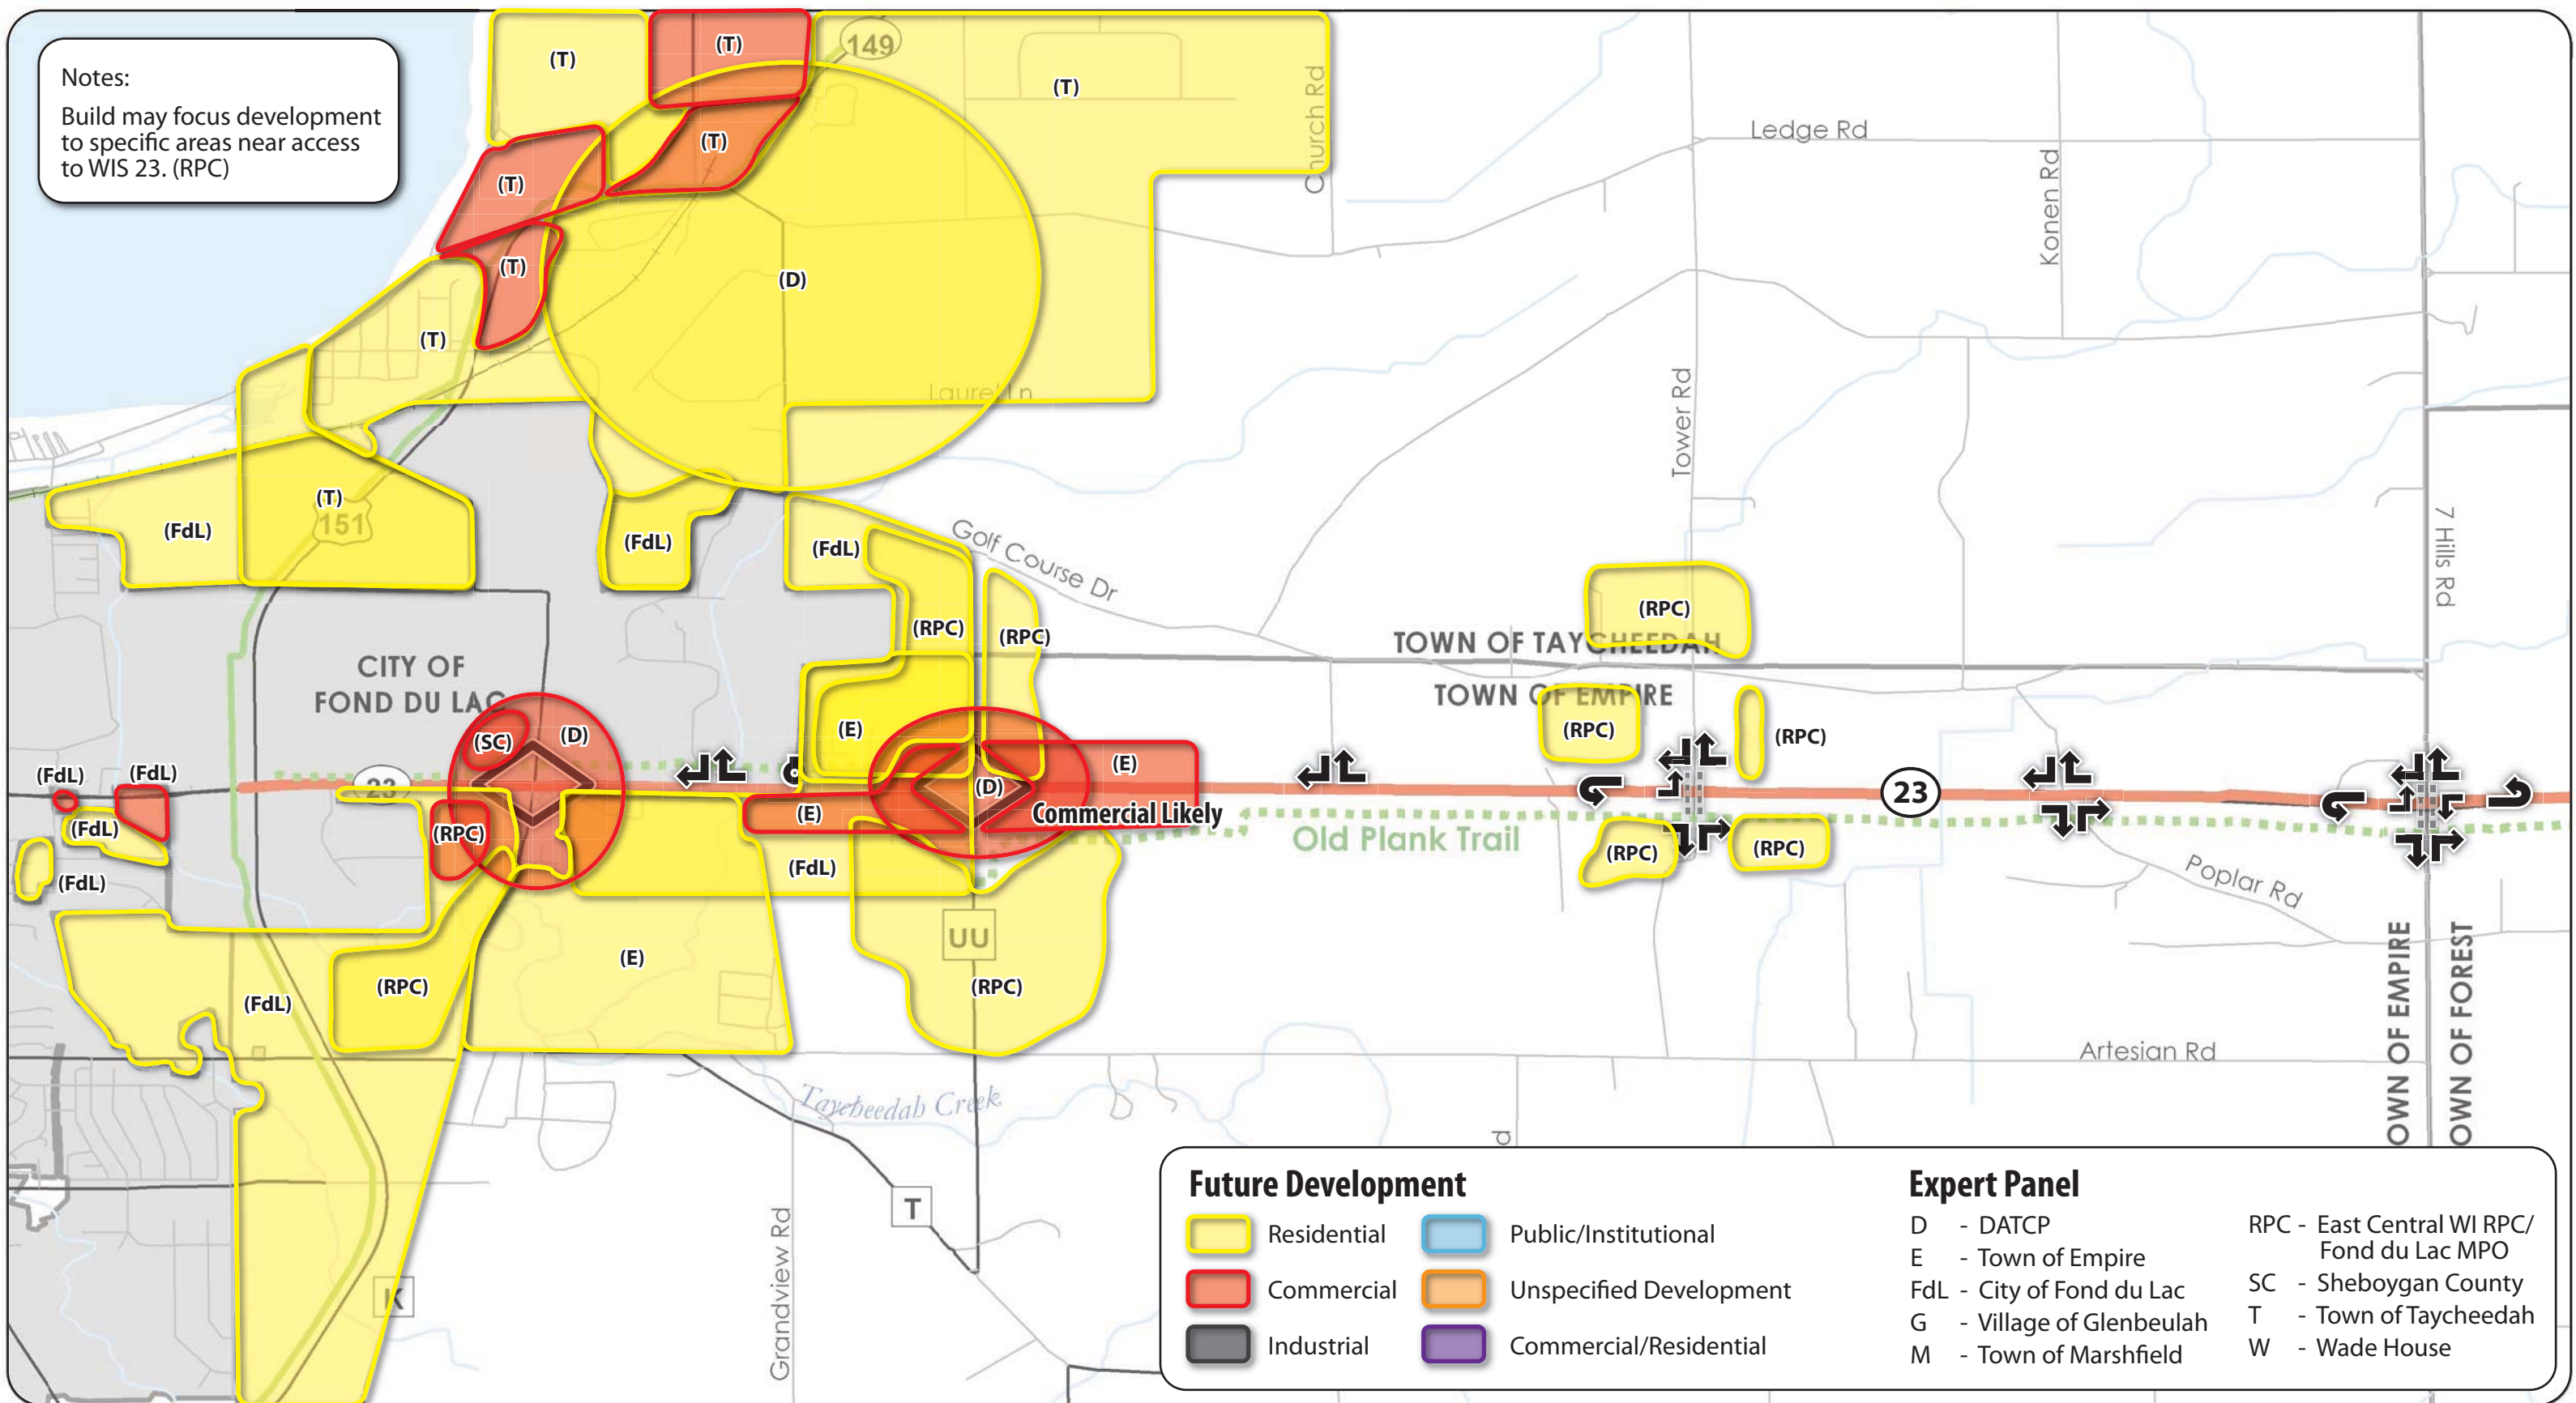 Notes:
Build may focus development
to specific areas near access
to WIS 23. (RPC)
(T)
(T)
149
(T)
(T)
(T)
(T)
(D)
(T)
Church Rd
Ledge Rd
Konen Rd
Laurel Ln
Tower Rd
7 Hills Rd
(T)
151
(FdL)
(FdL)
(FdL)
Golf Course Dr
(RPC)
(RPC)
(RPC)
TOWN OF TAYCHEEDAH
TOWN OF EMPIRE
CITY OF
FOND DU LAC
(SC)
(D)
(E)
(RPC)
(RPC)
(FdL)
(FdL)
23
(D)
(E)
23
(FdL)
(RPC)
(E)
Commercial Likely
Old Plank Trail
(FdL)
(FdL)
(RPC)
(RPC)
Poplar Rd
UU
(E)
(RPC)
(RPC)
(FdL)
TOWN OF EMPIRE
TOWN OF FOREST
Artesian Rd
Taycheedah Creek
d
T
K
Grandview Rd
Future Development
Residential
Commercial
Industrial
Public/Institutional
Unspecified Development
Commercial/Residential
Expert Panel
D - DATCP
E - Town of Empire
FdL - City of Fond du Lac
G - Village of Glenbeulah
M - Town of Marshfield
RPC - East Central WI RPC/
Fond du Lac MPO
SC - Sheboygan County
T - Town of Taycheedah
W - Wade House